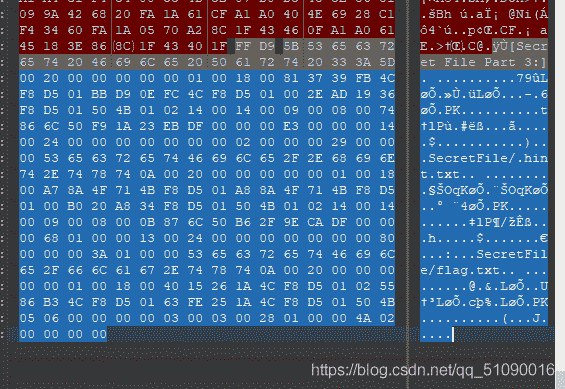 09 9A 42 68 20 FA 1A 61 CF A1 A0 40 4E 69 28 C1 .šBh ú.aÏ¡ @Ni(Á
F4 34 60 FA 1A 05 70 A2 8C 1F 43 46 0F A1 A0 61
45 18 3E 86 (8C) 1F 43 40 1F FF D9 5B 53 65 63 72 E.>†Œ.C@.ÿÙ[Secr
65 74 20 46 69 6C 65 20 50 61 72 74 20 33 3A 5D et File Part 3:]
00 20 00 00 00 00 00 01 00 18 00 81 37 39 FB 4C . ..........79ûL
F8 D5 01 BB D9 0E FC 4C F8 D5 01 00 2E AD 19 36 øÕ.»Ù.üLøÕ...-.6
F8 D5 01 50 4B 01 02 14 00 14 00 09 00 08 00 74 øÕ.PK..........t
86 6C 50 F9 1A 23 EB DF 00 00 00 E3 00 00 00 14 †lPù.#ëß...ã....
00 24 00 00 00 00 00 00 00 02 00 00 00 29 00 00 .$...........)..
00 53 65 63 72 65 74 46 69 6C 65 2F 2E 68 69 6E .SecretFile/.hin
74 2E 74 78 74 0A 00 20 00 00 00 00 00 01 00 18 t.txt.. ........
00 A7 8A 4F 71 4B F8 D5 01 A8 8A 4F 71 4B F8 D5 .§ŠOqKøÕ.¨ŠOqKøÕ
01 00 B0 20 A8 34 F8 D5 01 50 4B 01 02 14 00 14 ..° ¨4øÕ.PK.....
00 09 00 08 00 0B 87 6C 50 B6 2F 9E CA DF 00 00 ......‡lP¶/žÊß..
00 68 01 00 00 13 00 24 00 00 00 00 00 00 00 80 .h.....$.......€
00 00 00 3A 01 00 00 53 65 63 72 65 74 46 69 6C ...:...SecretFil
65 2F 66 6C 61 67 2E 74 78 74 0A 00 20 00 00 00 e/flag.txt.. ...
00 00 01 00 18 00 40 15 26 1A 4C F8 D5 01 02 55 ......@.&.LøÕ..U
86 B3 4C F8 D5 01 63 FE 25 1A 4C F8 D5 01 50 4B †³LøÕ.cþ%.LøÕ.PK
05 06 00 00 00 00 03 00 03 00 28 01 00 00 4A 02 ..........(...J.
00 00 00 00 ....
https://blog.csdn.net/qq_51090016